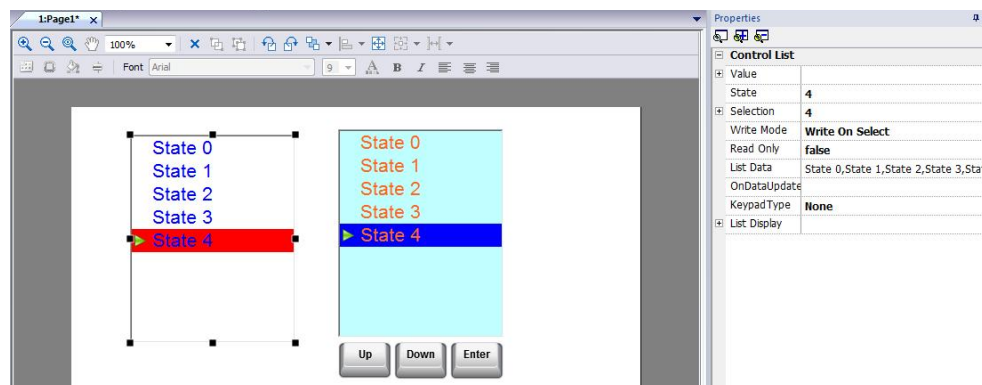 1:Page1* x
Properties
100%
Font Arial 9 A B I
Control List
Value
State 4
Selection 4
Write Mode Write On Select
Read Only false
List Data State 0,State 1,State 2,State 3,Sta
OnDataUpdate
KeypadType None
List Display
State 0
State 1
State 2
State 3
State 4
State 0
State 1
State 2
State 3
State 4
Up Down Enter